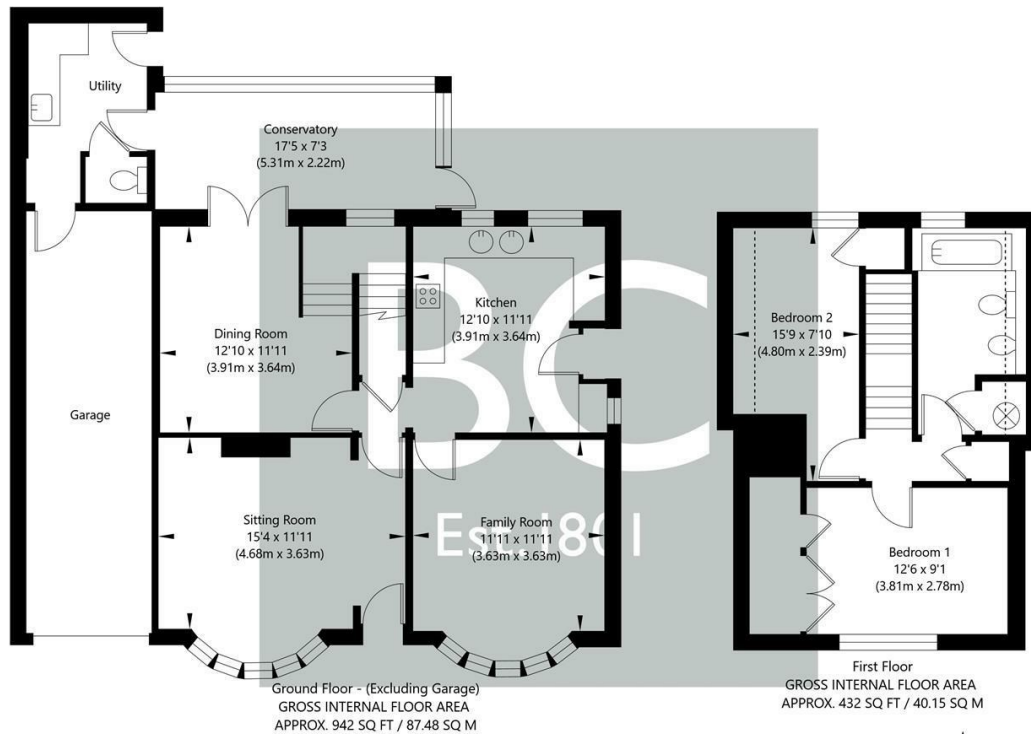 Utility
Conservatory
17'5 x 7'3
(5.31m x 2.22m)
Kitchen
12'10 x 11'11
(3.91m x 3.64m)
Dining Room
12'10 x 11'11
(3.91m x 3.64m)
Garage
Sitting Room
15'4 x 11'11
(4.68m x 3.63m)
Family Room
11'11 x 11'11
(3.63m x 3.63m)
BC
Est.1801
Ground Floor - (Excluding Garage)
GROSS INTERNAL FLOOR AREA
APPROX. 942 SQ FT / 87.48 SQ M
Bedroom 2
15'9 x 7'10
(4.80m x 2.39m)
Bedroom 1
12'6 x 9'1
(3.81m x 2.78m)
First Floor
GROSS INTERNAL FLOOR AREA
APPROX. 432 SQ FT / 40.15 SQ M